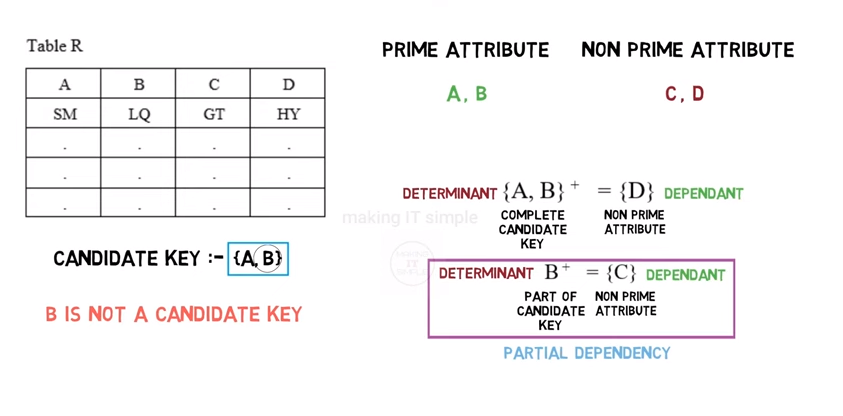 Table R
A B C D
SM LQ GT HY
. . . .
. . . .
. . . .
CANDIDATE KEY :- {A, B}
B IS NOT A CANDIDATE KEY
PRIME ATTRIBUTE NON PRIME ATTRIBUTE
A, B C, D
DETERMINANT {A, B}+ = {D} DEPENDANT
COMPLETE NON PRIME
CANDIDATE ATTRIBUTE
KEY
making IT simple
DETERMINANT B+ = {C} DEPENDANT
PART OF NON PRIME
CANDIDATE ATTRIBUTE
KEY
PARTIAL DEPENDENCY